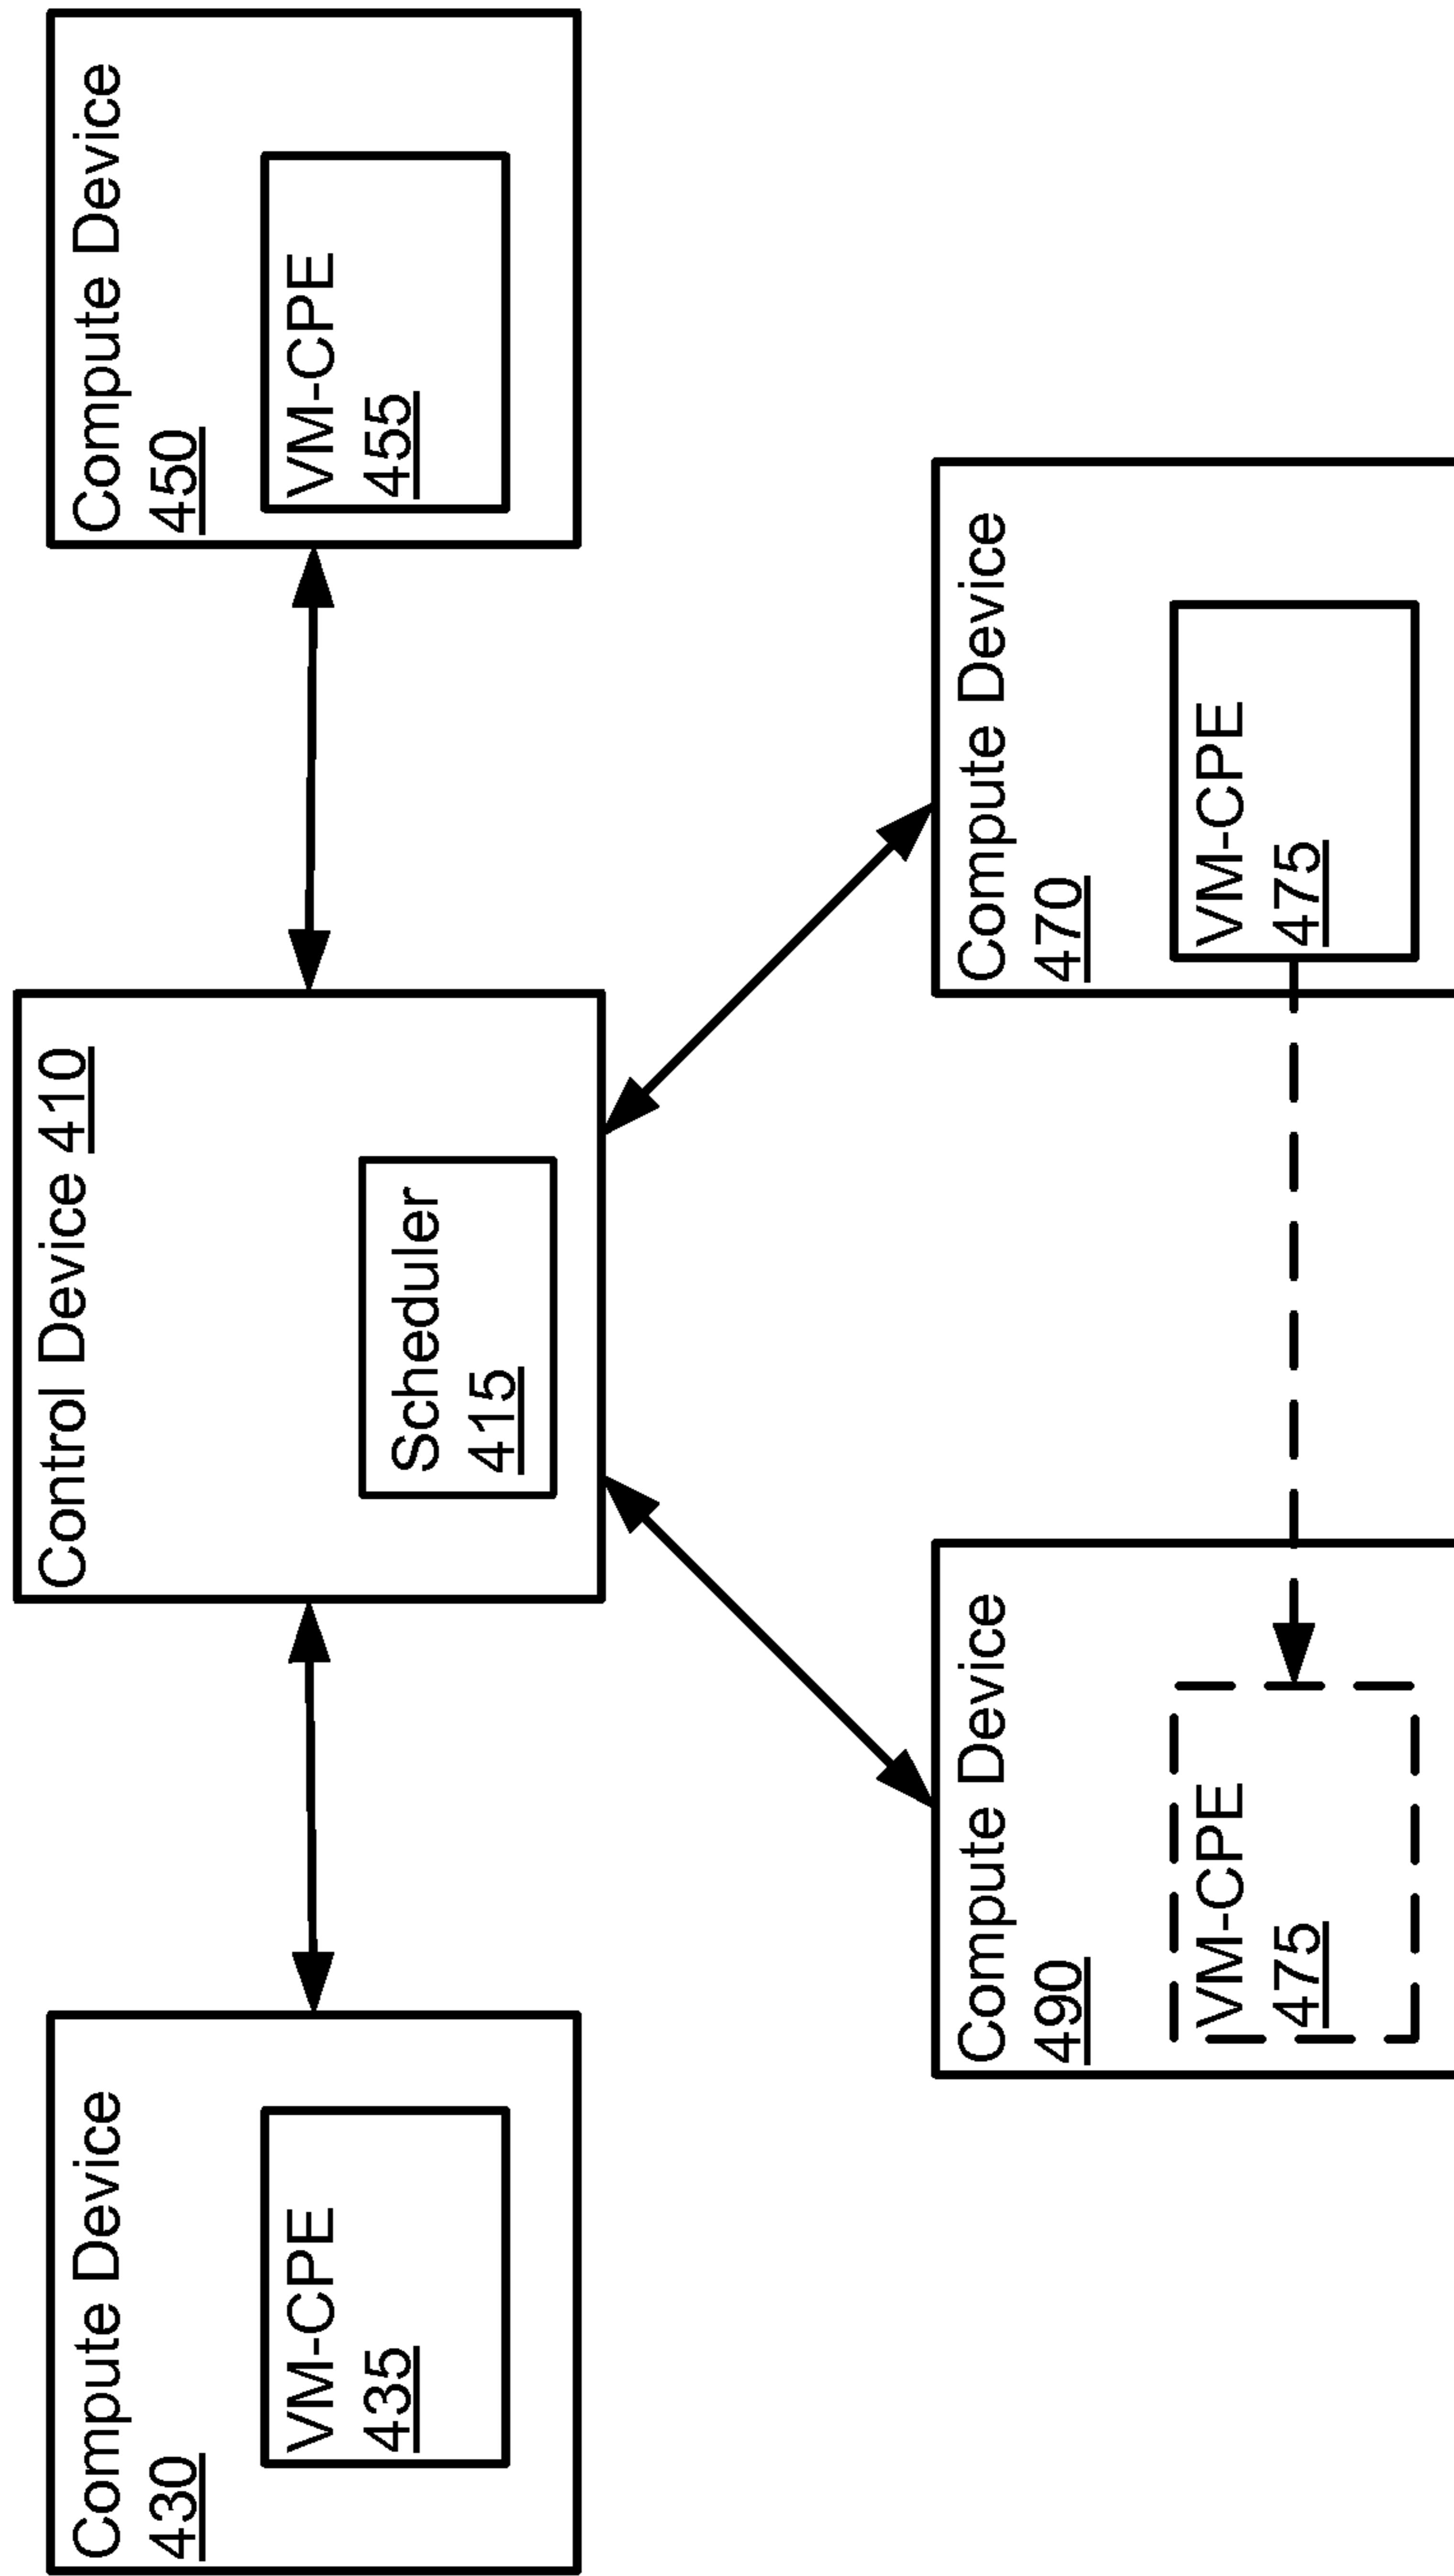 Compute Device
430
VM-CPE
435
Control Device 410
Scheduler
415
Compute Device
450
VM-CPE
455
Compute Device
490
VM-CPE
475
Compute Device
470
VM-CPE
475